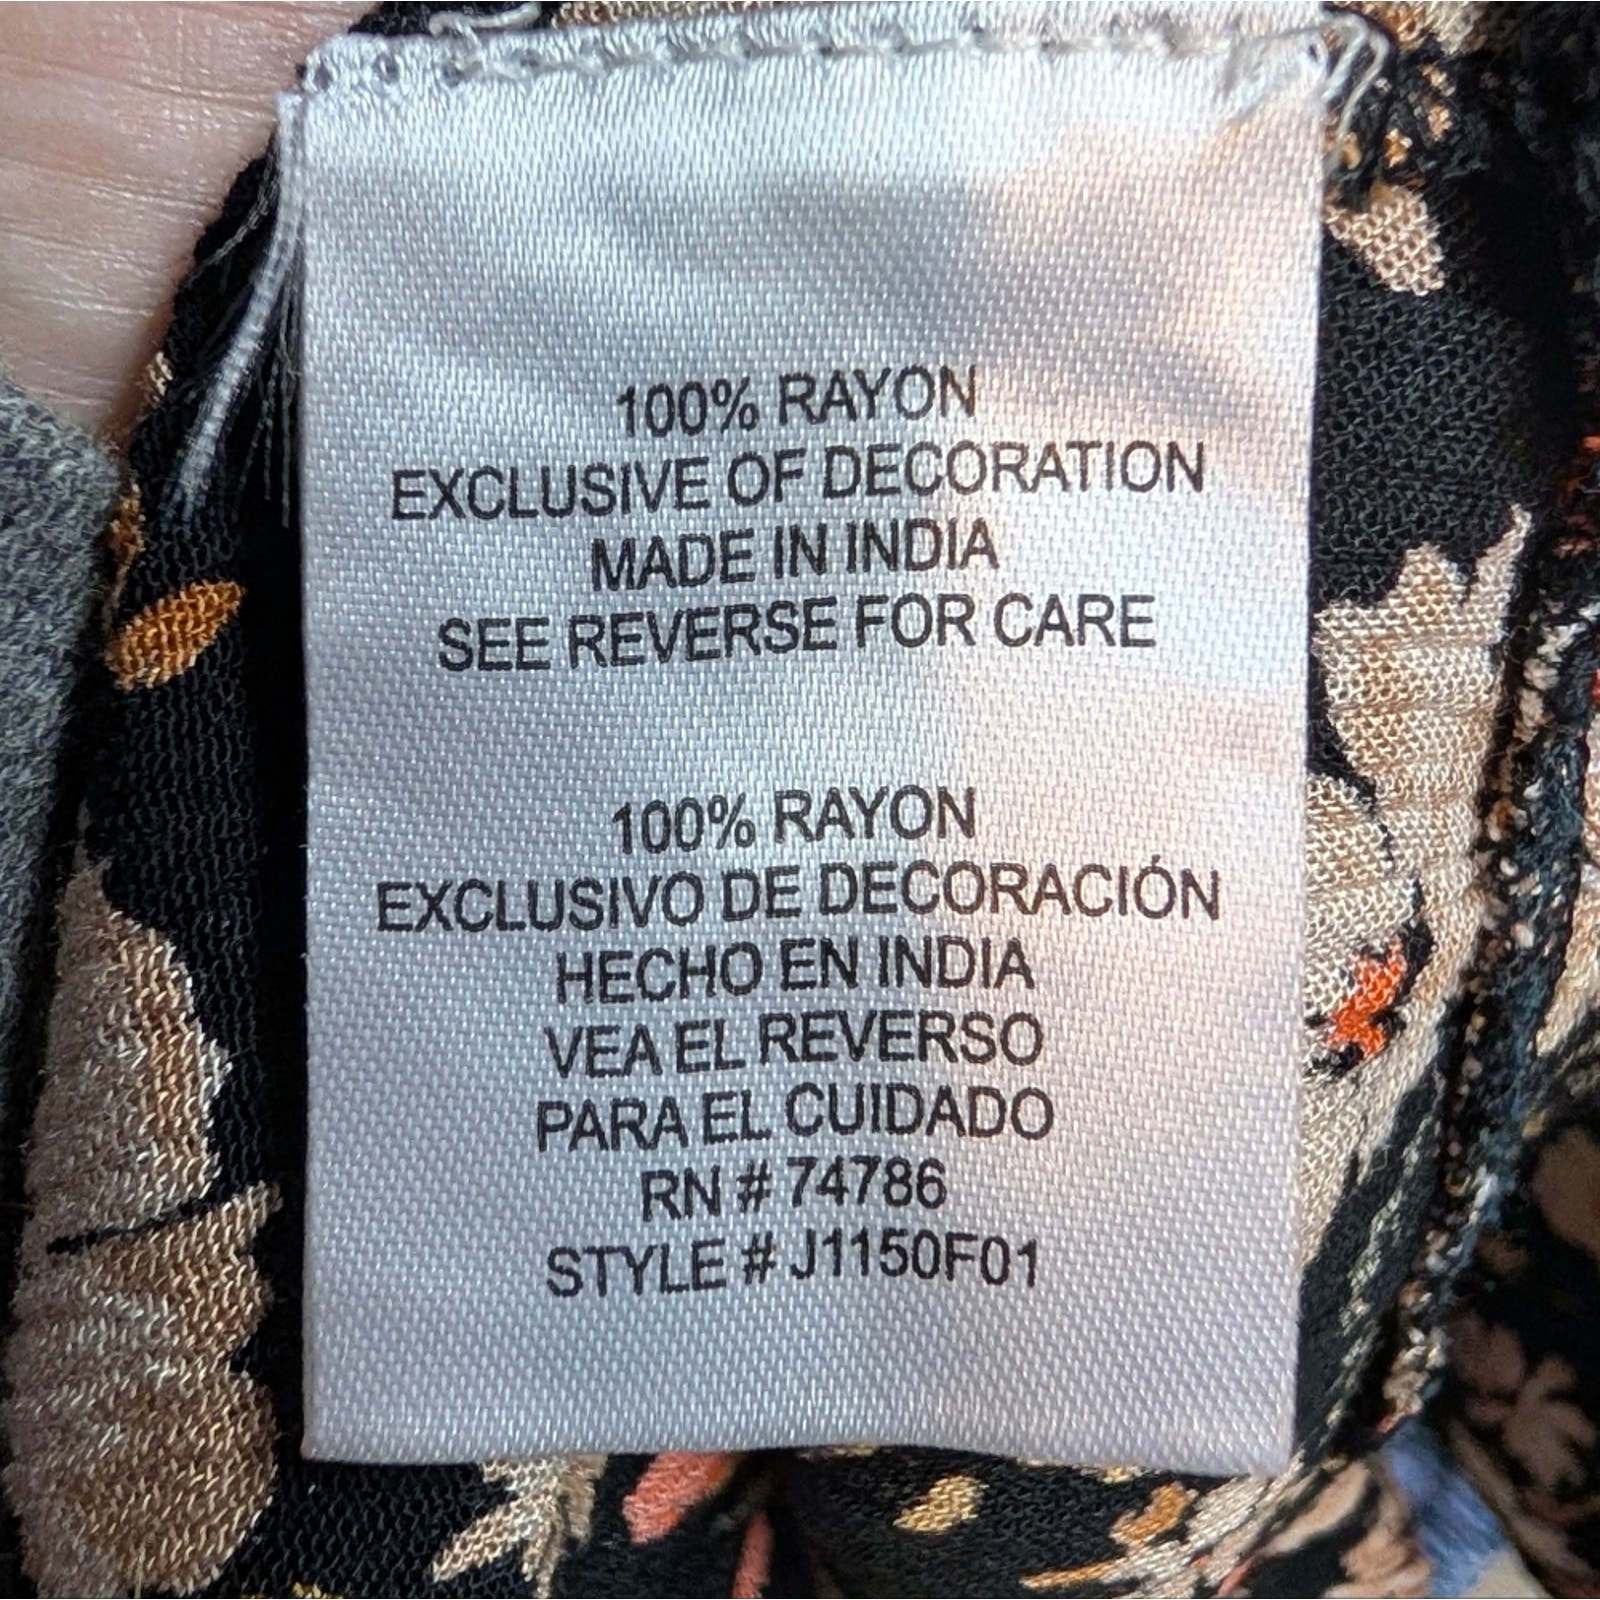 100% RAYON
EXCLUSIVE OF DECORATION
MADE IN INDIA
SEE REVERSE FOR CARE
100% RAYON
EXCLUSIVO DE DECORACIÓN
HECHO EN INDIA
VEA EL REVERSO
PARA EL CUIDADO
RN # 74786
STYLE # J1150F01